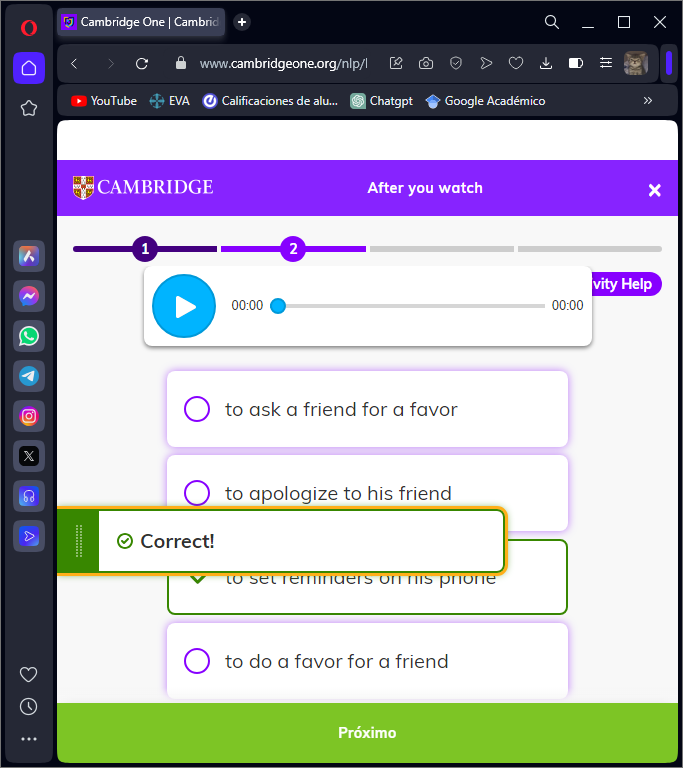 Cambridge One | Cambrid
www.cambridgeone.org/nlp/l
YouTube
EVA
Calificaciones de alu...
Chatgpt
Google Académico
CAMBRIDGE
After you watch
1
2
vity Help
00:00
00:00
to ask a friend for a favor
to apologize to his friend
Correct!
to set reminders on his phone
to do a favor for a friend
Próximo